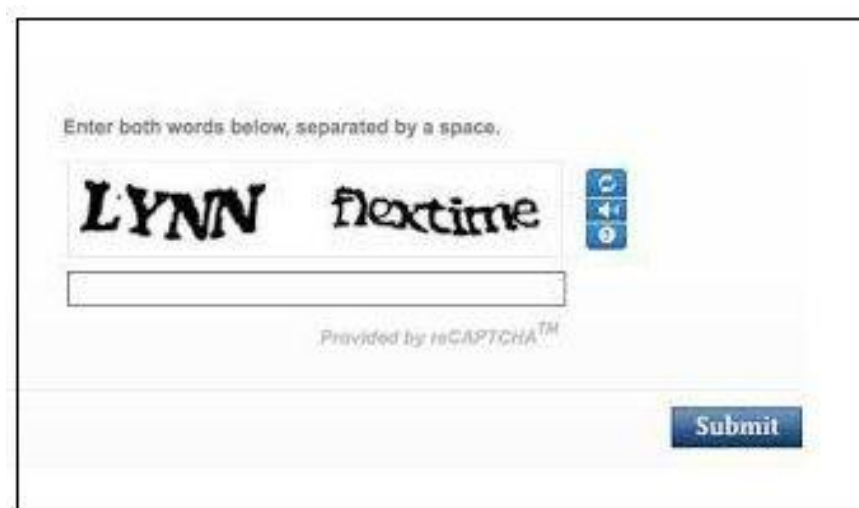 Enter both words below, separated by a space.
LYNN flextime
Provided by reCAPTCHA™
Submit